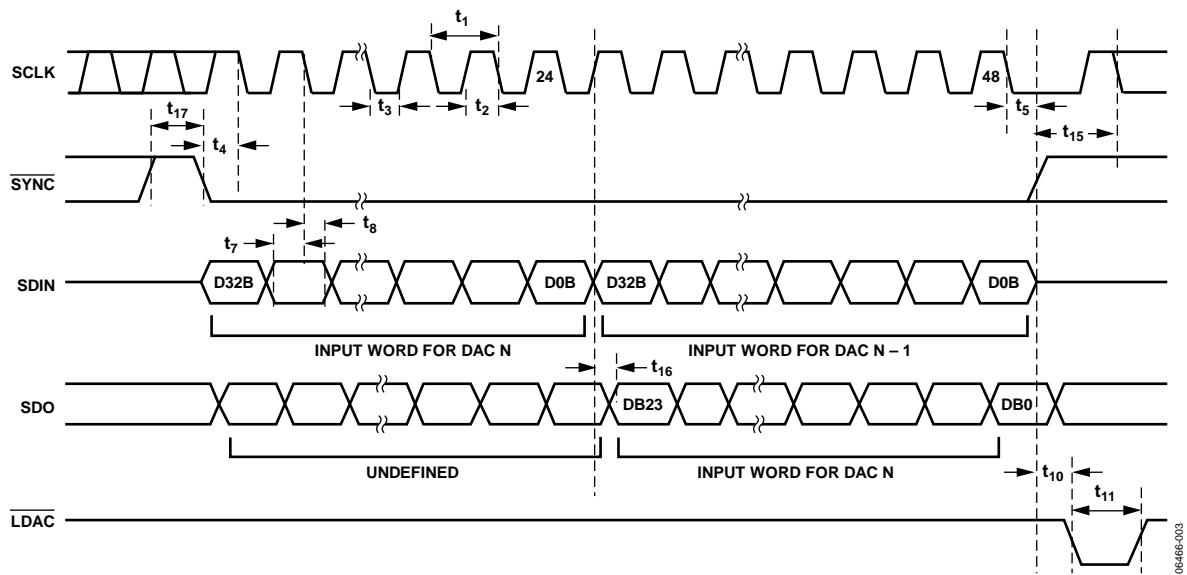 t1
SCLK
24
48
t3
t2
t5
t17
t4
t15
SYNC
t8
t7
SDIN
D32B
D0B
D32B
D0B
INPUT WORD FOR DAC N
INPUT WORD FOR DAC N – 1
t16
SDO
DB23
DB0
UNDEFINED
INPUT WORD FOR DAC N
t10
t11
LDAC
06466-003